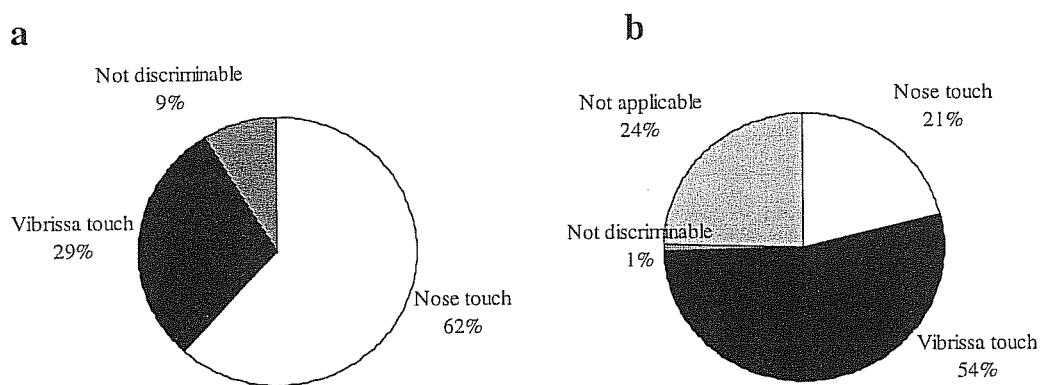 a
Not discriminable
9%
Vibrissa touch
29%
Nose touch
62%
b
Not applicable
24%
Nose touch
21%
Not discriminable
1%
Vibrissa touch
54%